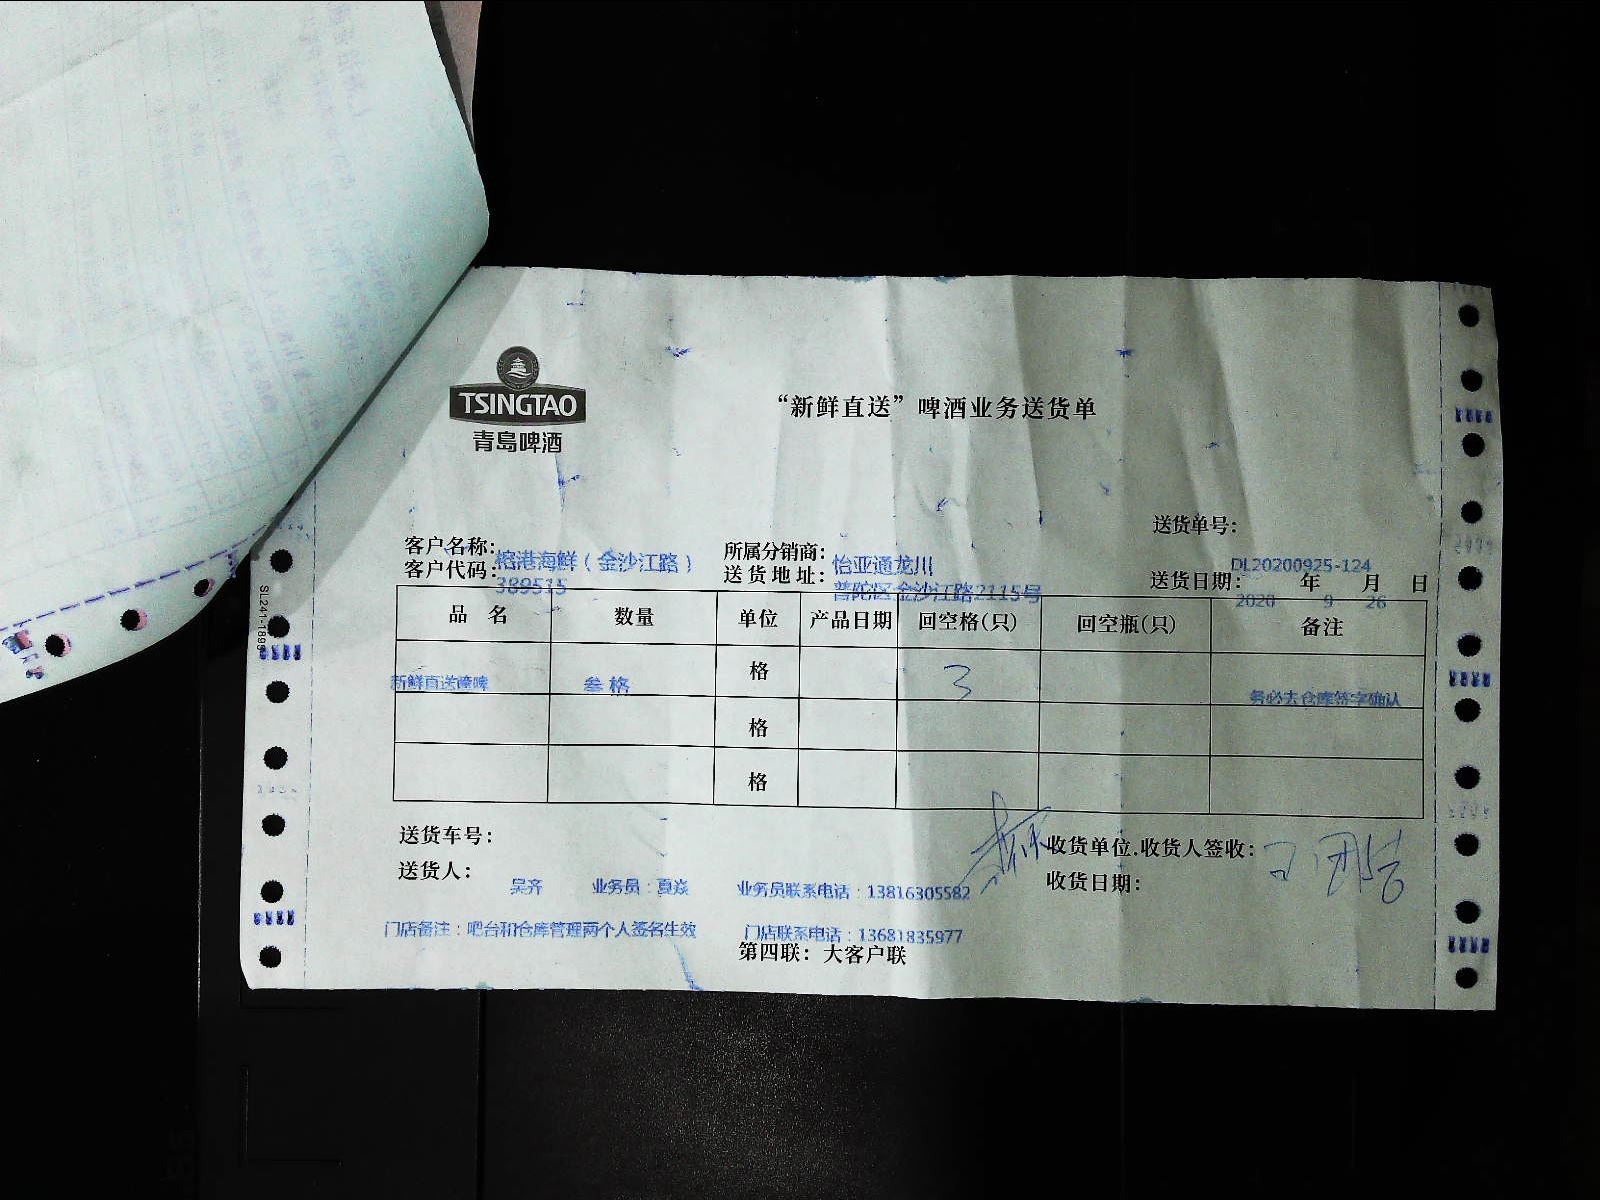 TSINGTAO
青岛啤酒
“新鲜直送”啤酒业务送货单
送货单号：
DL20200925-124
客户名称： 榕港海鲜（金沙江路） 所属分销商： 怡亚通龙川
客户代码： 389515 送货地址： 普陀区金沙江路2115号 送货日期： 2020 年 9 月 26 日
品 名 数量 单位 产品日期 回空格(只) 回空瓶(只) 备注
新鲜直送 叁格 格 3 务必去仓库签字确认
格
格
送货车号：
收货单位.收货人签收：
送货人： 吴齐 业务员：夏焱 业务员联系电话：13816305582 收货日期：
门店备注：吧台和仓库管理两个人签名生效 门店联系电话：13681835977
第四联：大客户联